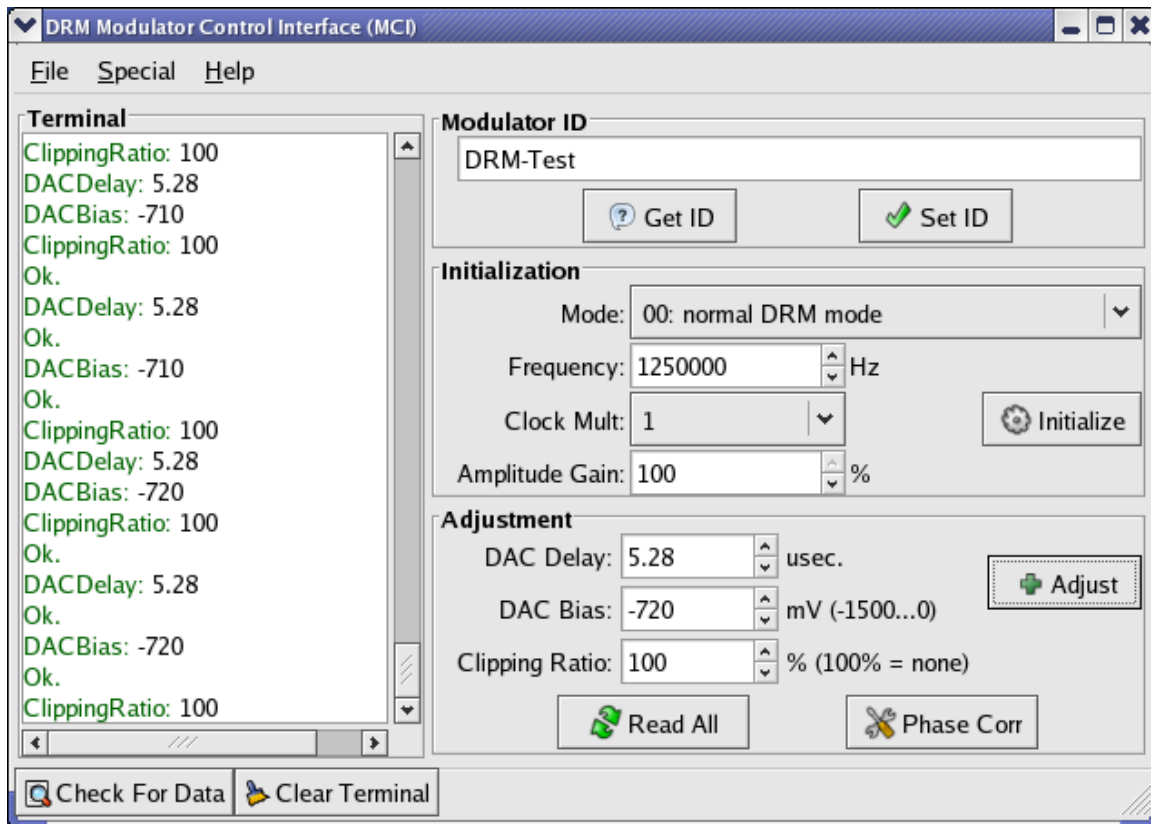 DRM Modulator Control Interface (MCI)
File Special Help
Terminal
ClippingRatio: 100
DACDelay: 5.28
DACBias: -710
ClippingRatio: 100
Ok.
DACDelay: 5.28
Ok.
DACBias: -710
Ok.
ClippingRatio: 100
DACDelay: 5.28
DACBias: -720
ClippingRatio: 100
Ok.
DACDelay: 5.28
Ok.
DACBias: -720
Ok.
ClippingRatio: 100
Modulator ID
DRM-Test
Get ID Set ID
Initialization
Mode: 00: normal DRM mode
Frequency: 1250000 Hz
Clock Mult: 1 Initialize
Amplitude Gain: 100 %
Adjustment
DAC Delay: 5.28 usec.
Adjust
DAC Bias: -720 mV (-1500...0)
Clipping Ratio: 100 % (100% = none)
Read All Phase Corr
Check For Data Clear Terminal